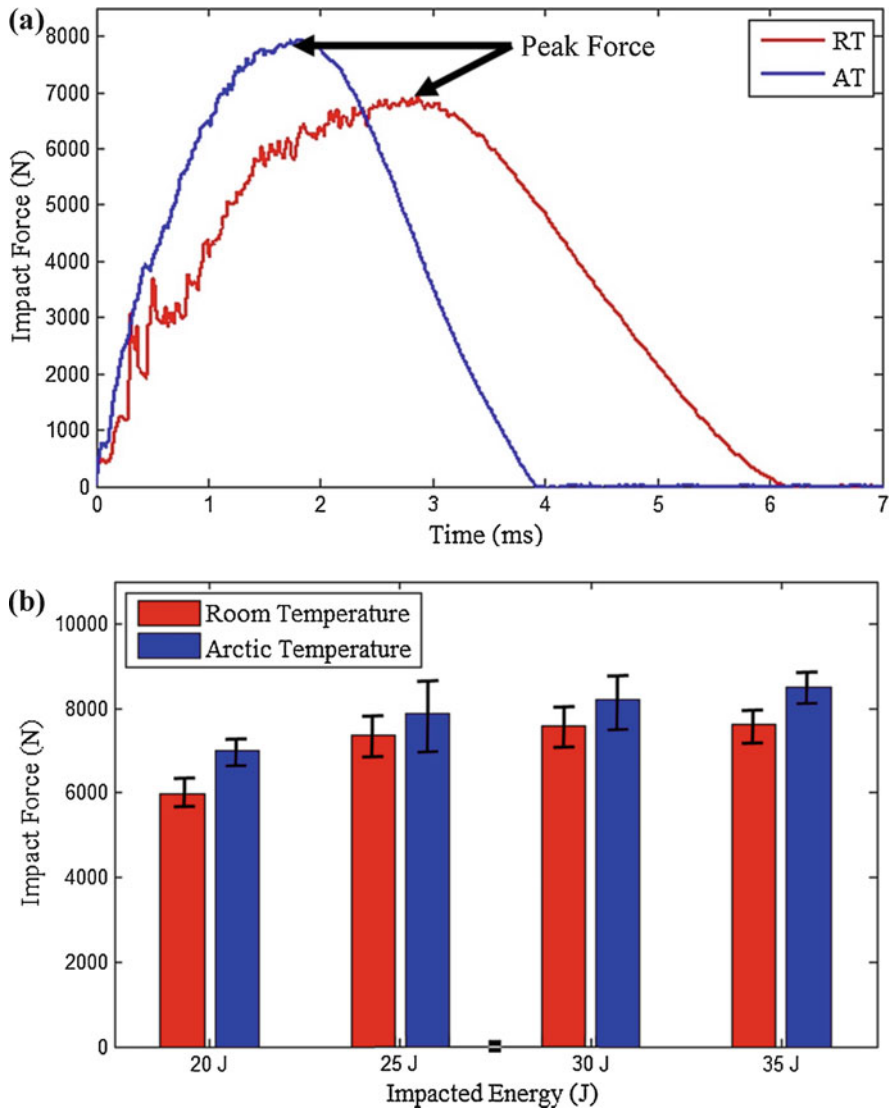 (a)
8000
7000
6000
5000
4000
3000
2000
1000
0
Impact Force (N)
Peak Force
RT
AT
0 1 2 3 4 5 6 7
Time (ms)
(b)
10000
8000
6000
4000
2000
0
Impact Force (N)
Room Temperature
Arctic Temperature
20 J 25 J 30 J 35 J
Impacted Energy (J)